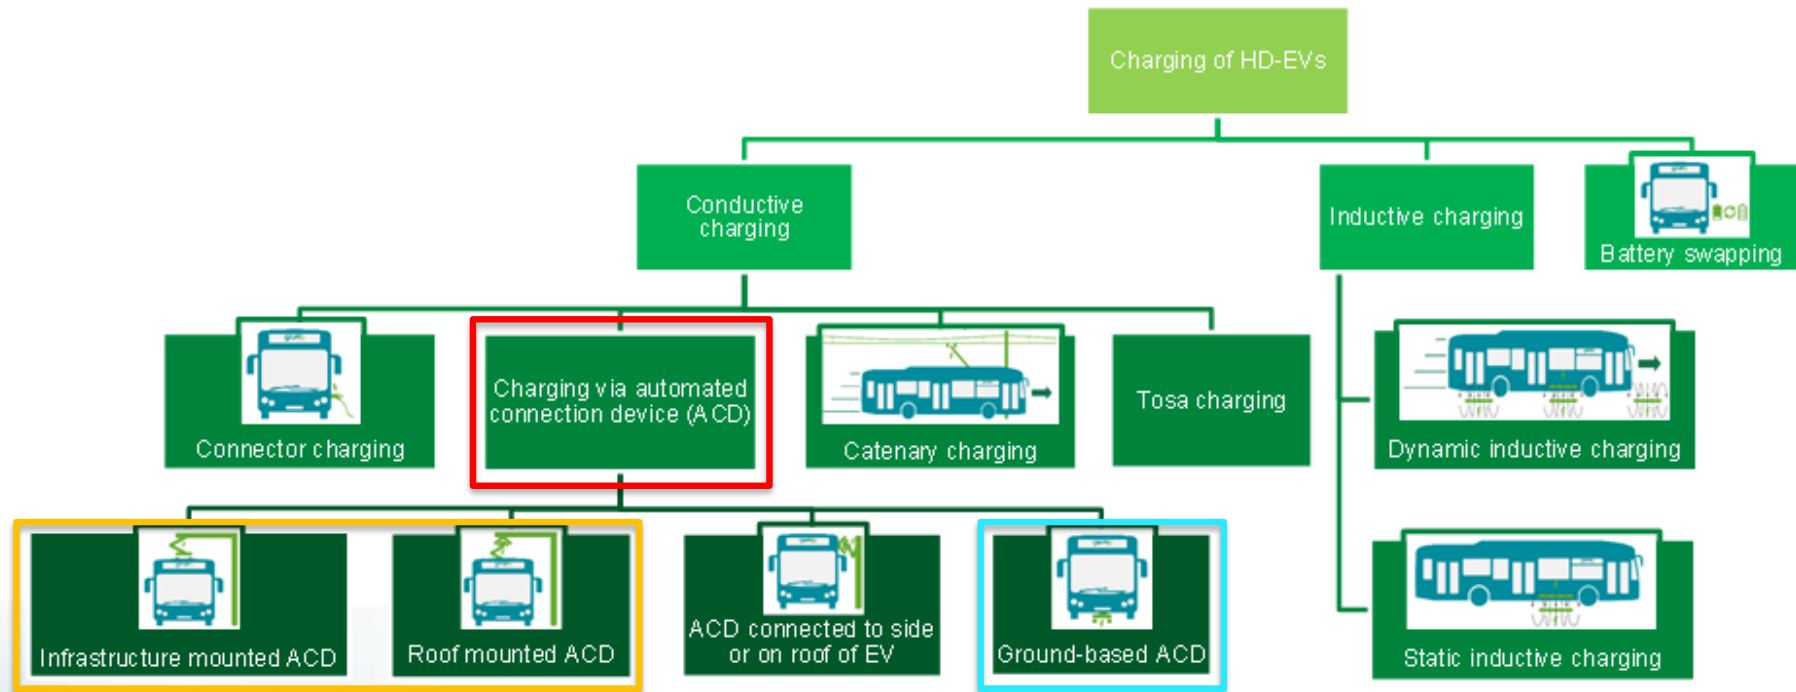 Charging of HD-EVs
Conductive
charging
Inductive charging
Battery swapping
Connector charging
Charging via automated
connection device (ACD)
Catenary charging
Tosa charging
Dynamic inductive charging
Infrastructure mounted ACD
Roof mounted ACD
ACD connected to side
or on roof of EV
Ground-based ACD
Static inductive charging